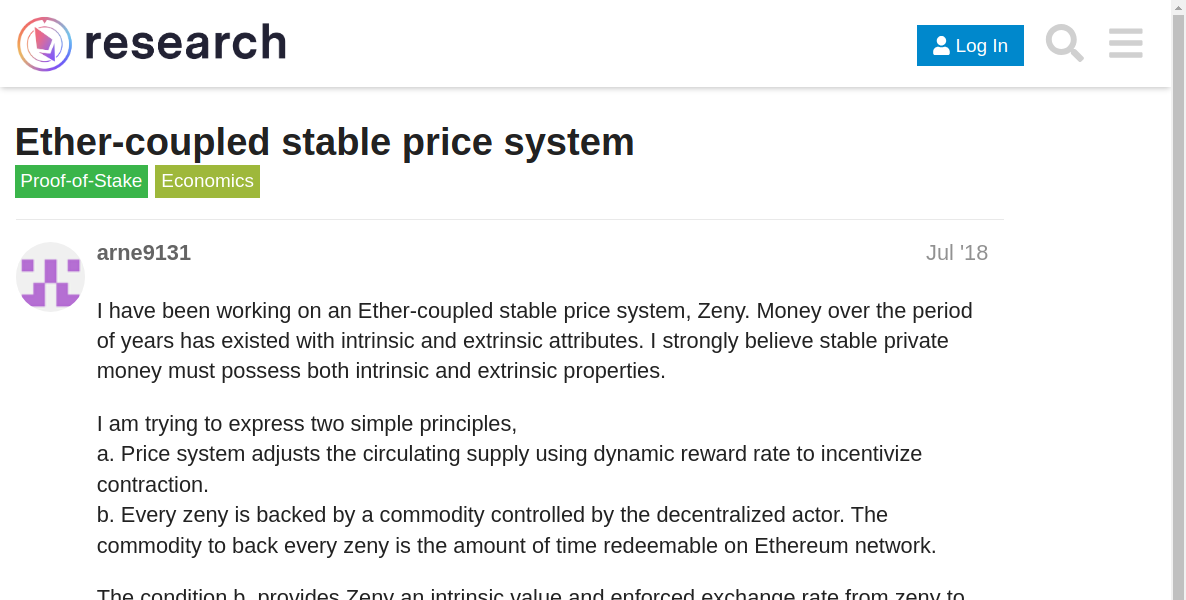 research
Log In
Ether-coupled stable price system
Proof-of-Stake Economics
arne9131 Jul '18
I have been working on an Ether-coupled stable price system, Zeny. Money over the period
of years has existed with intrinsic and extrinsic attributes. I strongly believe stable private
money must possess both intrinsic and extrinsic properties.
I am trying to express two simple principles,
a. Price system adjusts the circulating supply using dynamic reward rate to incentivize
contraction.
b. Every zeny is backed by a commodity controlled by the decentralized actor. The
commodity to back every zeny is the amount of time redeemable on Ethereum network.
The condition b. provides Zeny an intrinsic value and enforced exchange rate from zeny to